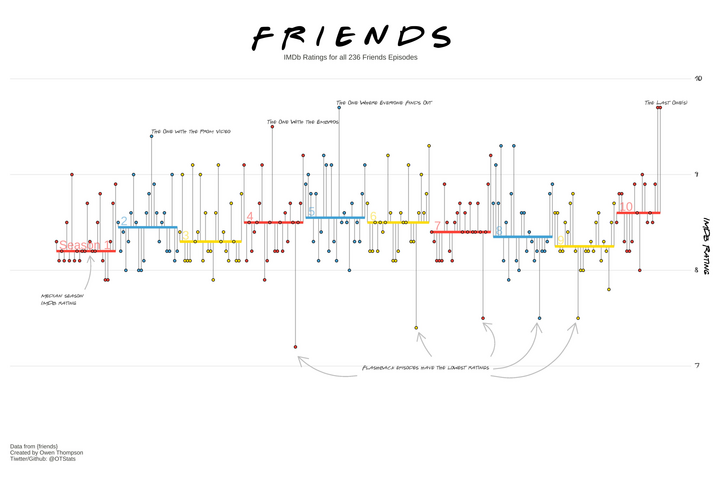 FRIENDS
IMDb Ratings for all 236 Friends Episodes
10
The One Where Everyone Finds Out
The Last One(s)
The One With the Embryos
The One with the Prom Video
9
Season 1
2
3
4
5
6
7
8
9
10
IMDb Rating
8
Median Season
IMDb Rating
Flashback episodes have the lowest ratings
7
Data from {friends}
Created by Owen Thompson
Twitter/Github: @OTStats